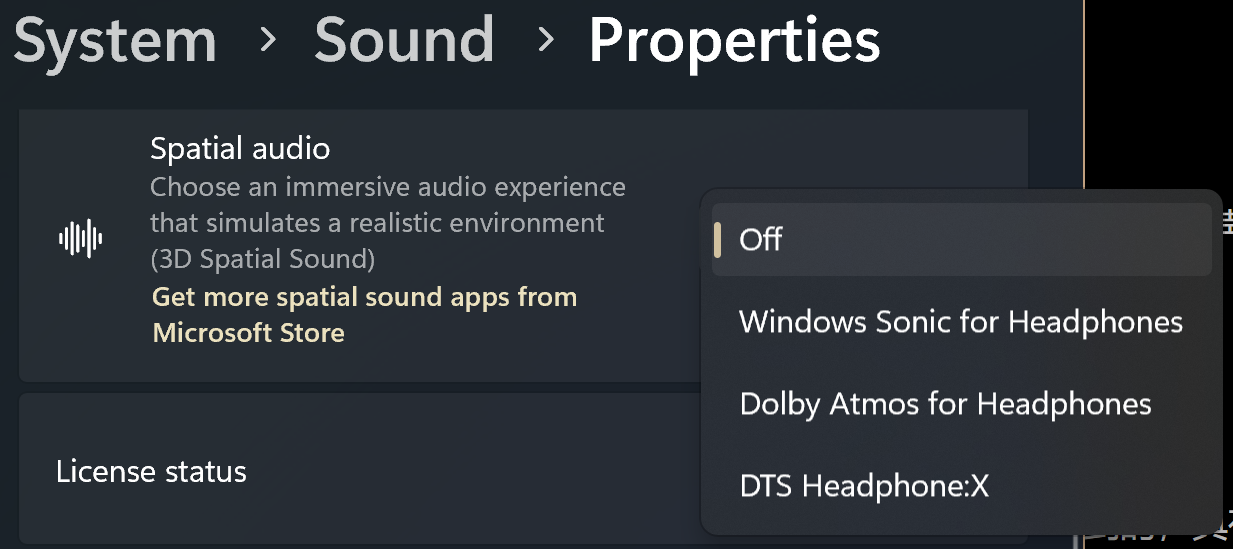 System > Sound > Properties
Spatial audio
Choose an immersive audio experience
that simulates a realistic environment
(3D Spatial Sound)
Get more spatial sound apps from
Microsoft Store
Off
Windows Sonic for Headphones
Dolby Atmos for Headphones
DTS Headphone:X
License status